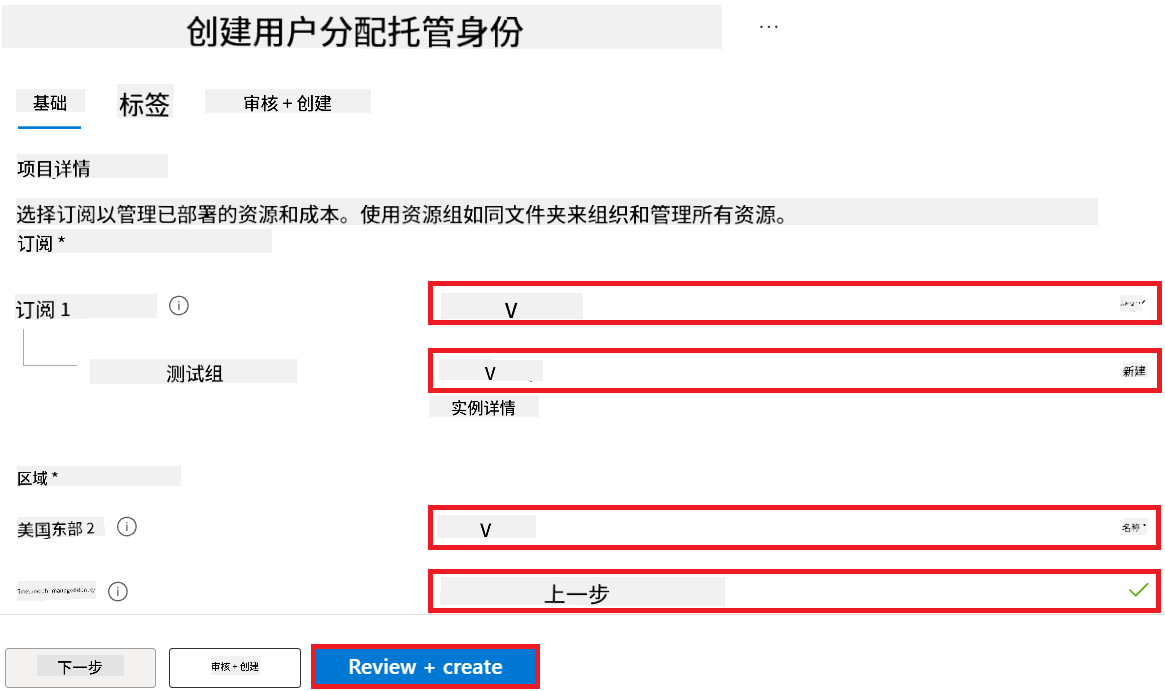 创建用户分配托管身份 ...
基础 标签 审核 + 创建
项目详情
选择订阅以管理已部署的资源和成本。使用资源组如同文件夹来组织和管理所有资源。
订阅 *
订阅 1 V
测试组 V 新建
实例详情
区域 *
美国东部 2 V 名称 *
上一步
下一步 审核 + 创建 Review + create